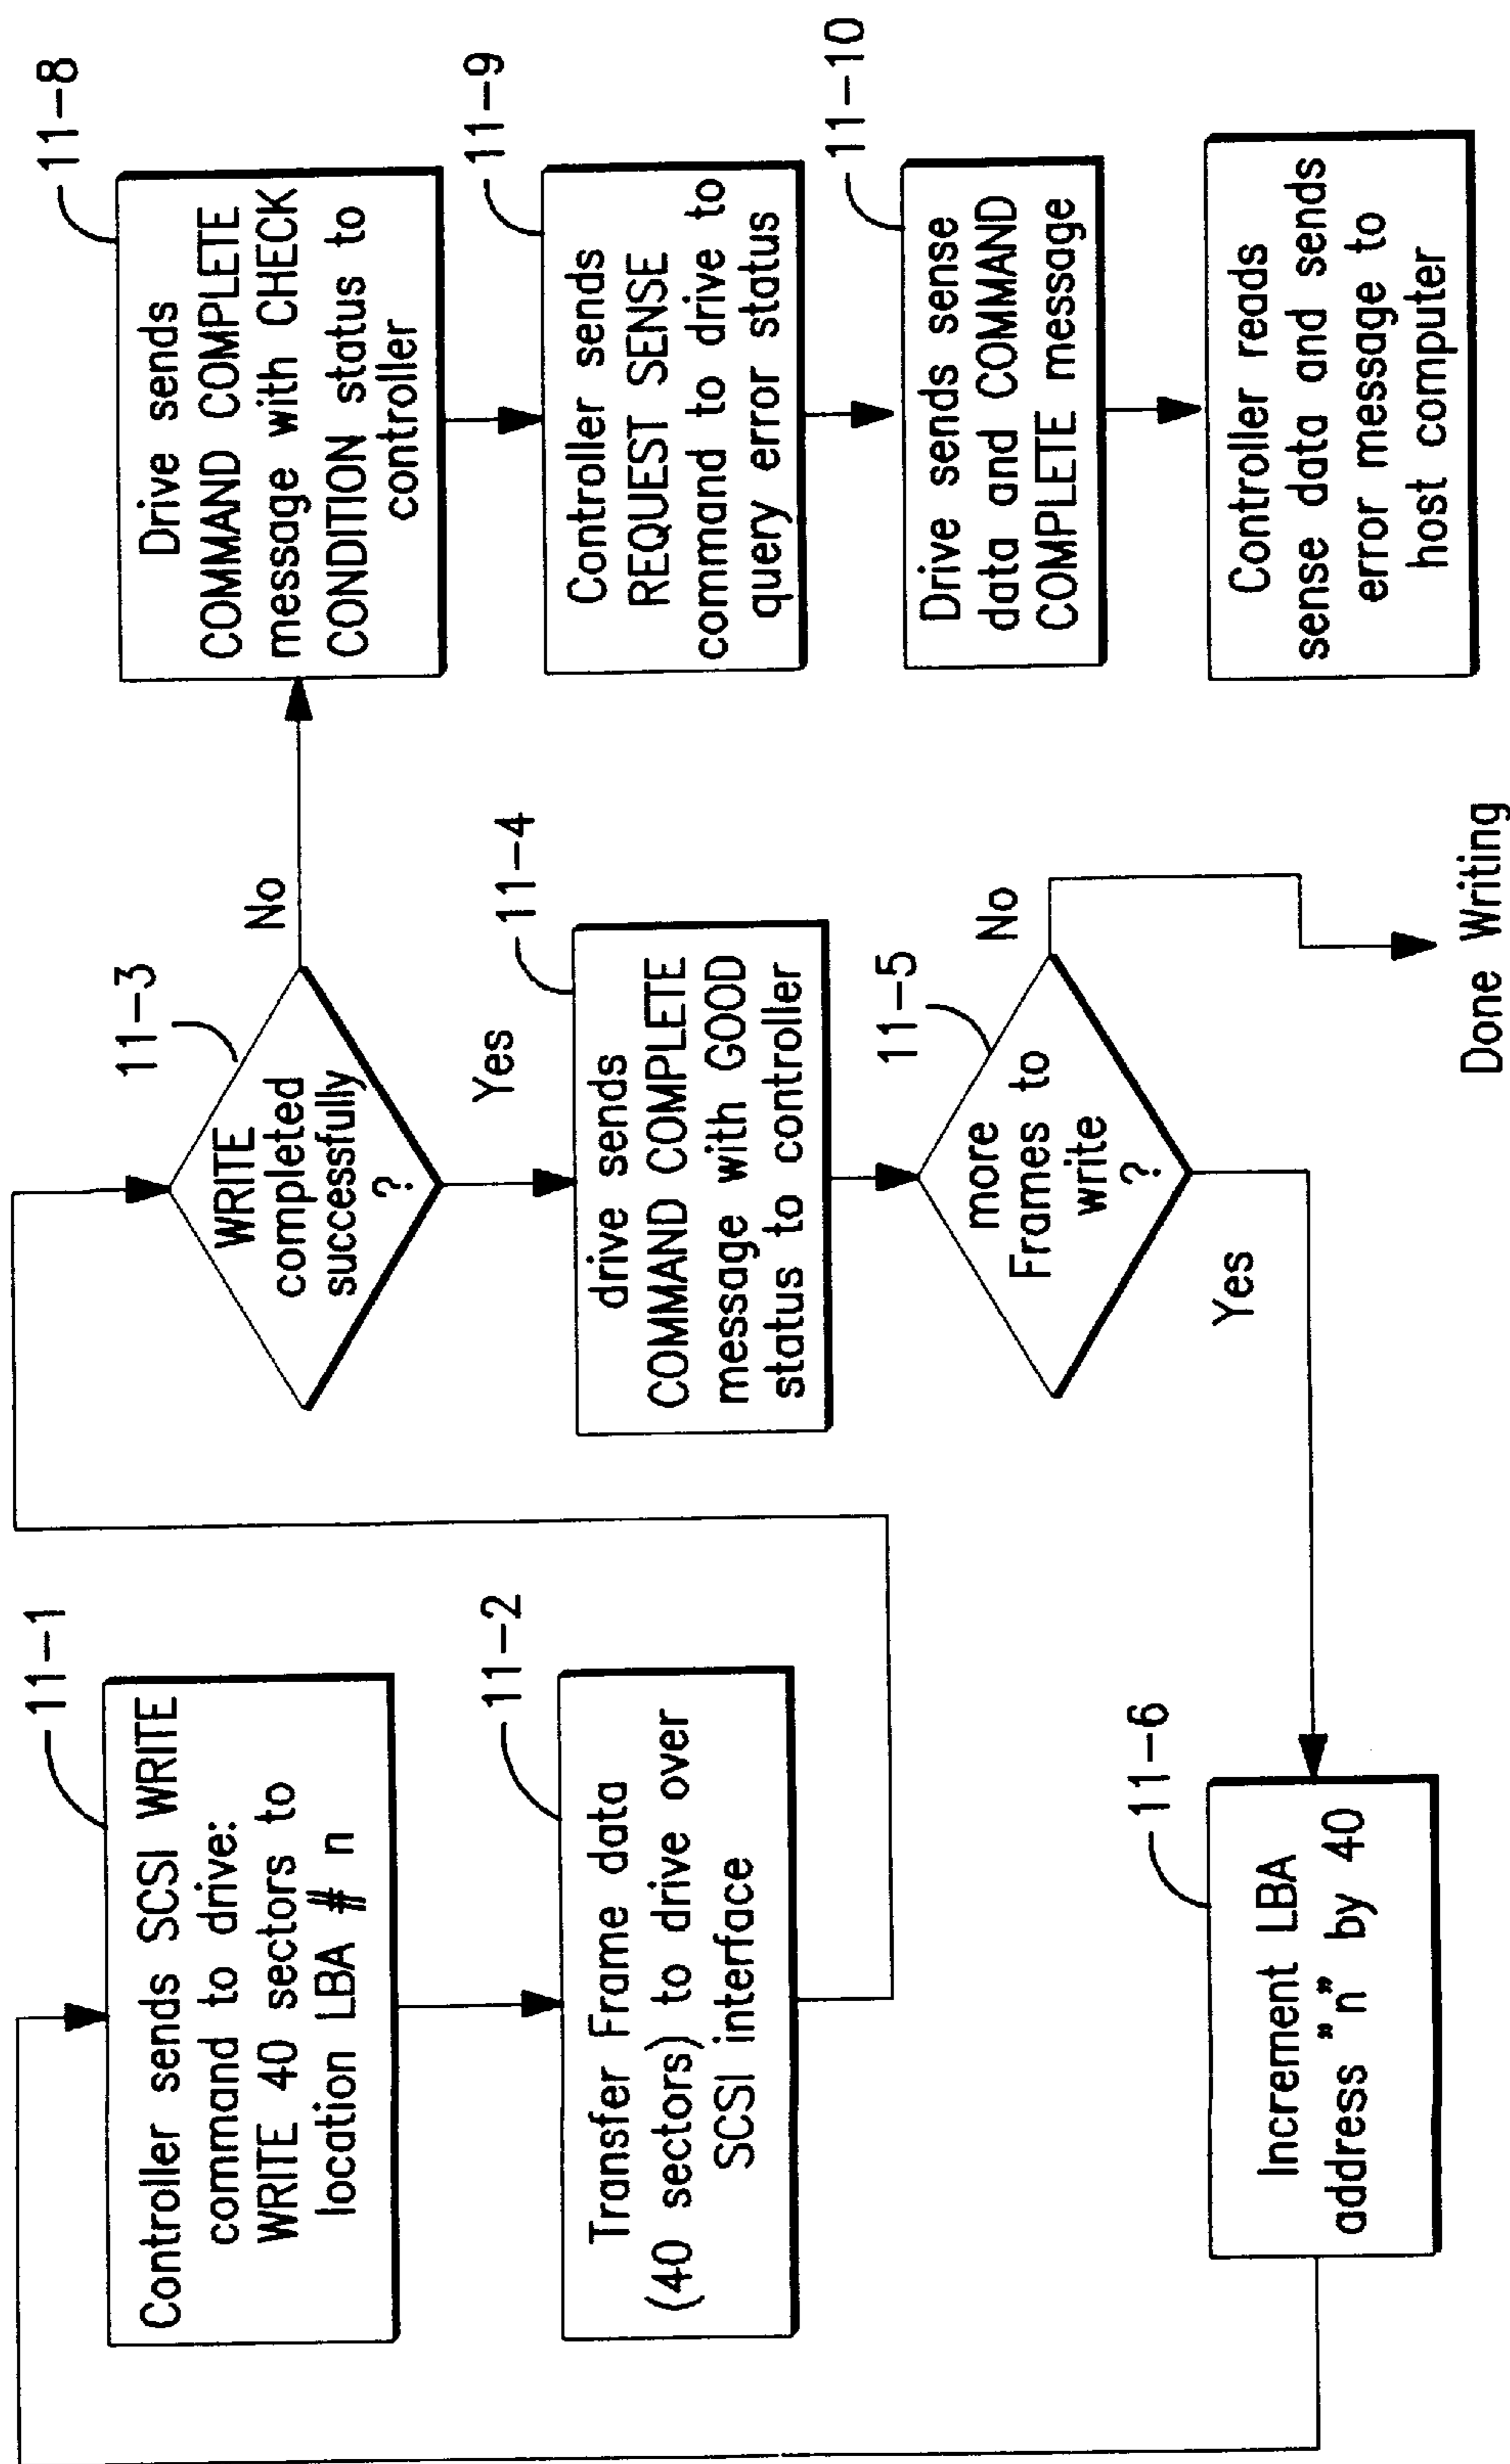 11-1
Controller sends SCSI WRITE
command to drive:
WRITE 40 sectors to
location LBA # n
11-2
Transfer Frame data
(40 sectors) to drive over
SCSI interface
11-3
WRITE
completed
successfully
?
No
Yes
11-4
drive sends
COMMAND COMPLETE
message with GOOD
status to controller
11-5
more
Frames to
write
?
No
Done Writing
Yes
11-6
Increment LBA
address "n" by 40
11-8
Drive sends
COMMAND COMPLETE
message with CHECK
CONDITION status to
controller
11-9
Controller sends
REQUEST SENSE
command to drive to
query error status
11-10
Drive sends sense
data and COMMAND
COMPLETE message
Controller reads
sense data and sends
error message to
host computer